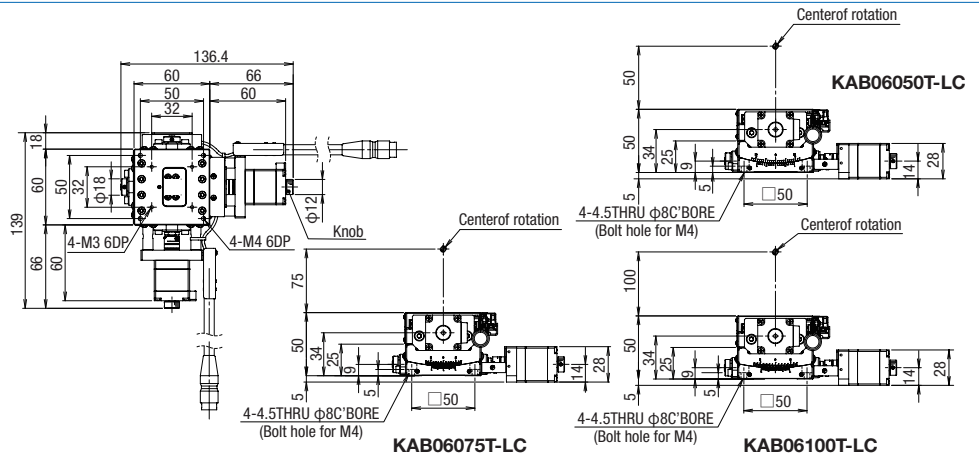 136.4
60
66
50
60
32
18
139
60
50
32
φ18
φ12
Knob
4-M3 6DP
4-M4 6DP
66
60
Centerof rotation
50
KAB06050T-LC
50
34
25
9
5
5
28
14
□50
4-4.5THRU φ8C'BORE
(Bolt hole for M4)
Centerof rotation
75
50
34
25
9
5
5
28
14
□50
4-4.5THRU φ8C'BORE
(Bolt hole for M4)
KAB06075T-LC
Centerof rotation
100
50
34
25
9
5
5
28
14
□50
4-4.5THRU φ8C'BORE
(Bolt hole for M4)
KAB06100T-LC